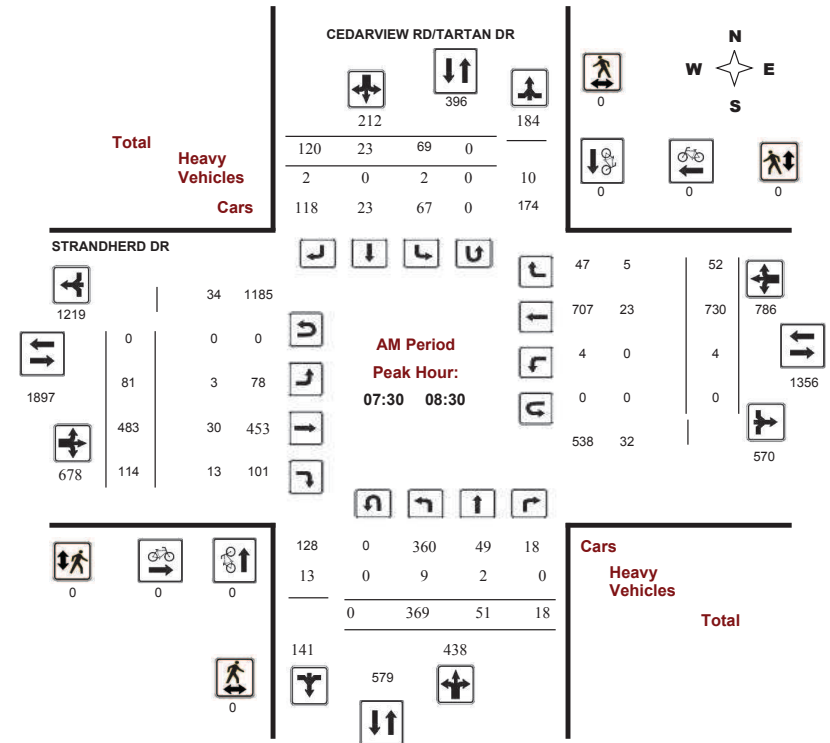 CEDARVIEW RD/TARTAN DR
N
W E
S
396
0
212 184
Total
120 23 69 0
Heavy
Vehicles
2 0 2 0 10
Cars
118 23 67 0 174
0 0 0
STRANDHERD DR
1219
34 1185
47 5 52
786
707 23 730
0 0 0
AM Period
4 0 4
1897
81 3 78
Peak Hour:
1356
07:30 08:30
0 0 0
483 30 453
538 32
570
678
114 13 101
128 0 360 49 18
Cars
13 0 9 2 0
Heavy
Vehicles
0 0 0
0 369 51 18
Total
141 438
579
0